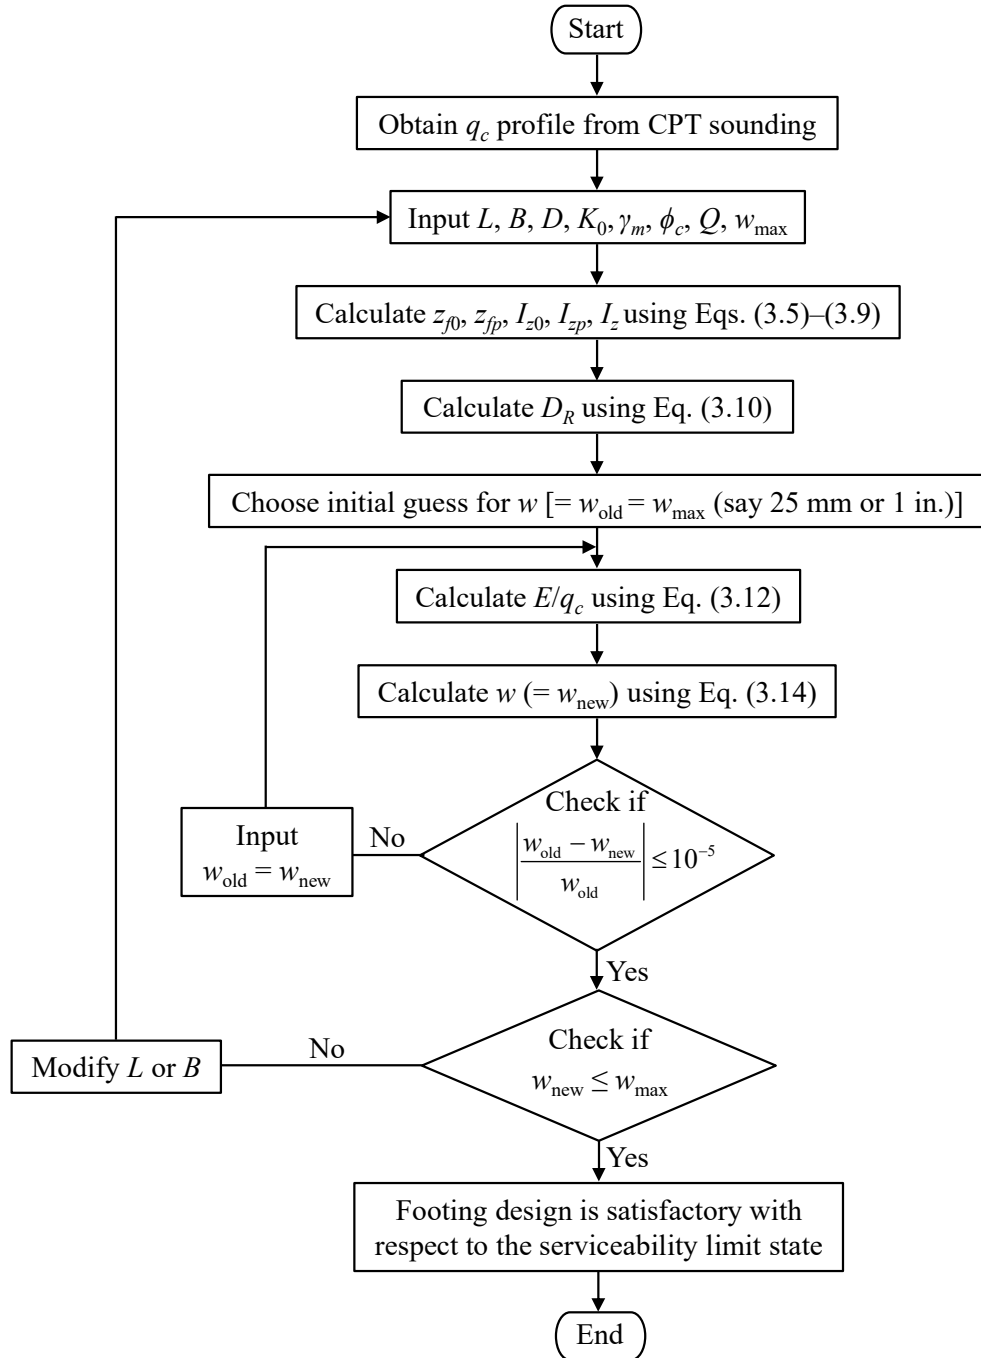 Start
Obtain q_c profile from CPT sounding
Input L, B, D, K_0, γ_m, ϕ_c, Q, w_max
Calculate z_f0, z_fp, I_z0, I_zp, I_z using Eqs. (3.5)–(3.9)
Calculate D_R using Eq. (3.10)
Choose initial guess for w [= w_old = w_max (say 25 mm or 1 in.)]
Calculate E/q_c using Eq. (3.12)
Calculate w (= w_new) using Eq. (3.14)
Check if
|(w_old − w_new)/w_old| ≤ 10^−5
No
Input
w_old = w_new
Yes
Check if
w_new ≤ w_max
No
Modify L or B
Yes
Footing design is satisfactory with
respect to the serviceability limit state
End